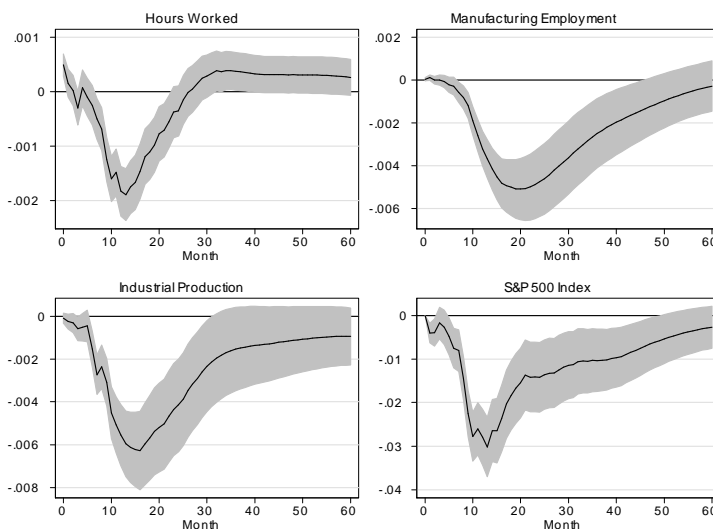 Hours Worked
.001
0
-.001
-.002
0 10 20 30 40 50 60
Month
Manufacturing Employment
.002
0
-.002
-.004
-.006
0 10 20 30 40 50 60
Month
Industrial Production
0
-.002
-.004
-.006
-.008
0 10 20 30 40 50 60
Month
S&P 500 Index
0
-.01
-.02
-.03
-.04
0 10 20 30 40 50 60
Month